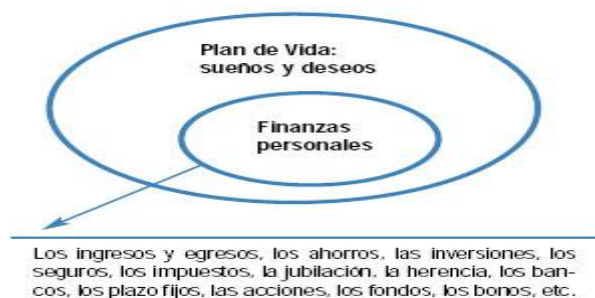 Plan de Vida:
sueños y deseos
Finanzas
personales
Los ingresos y egresos, los ahorros, las inversiones, los
seguros, los impuestos, la jubilación, la herencia, los ban-
cos, los plazo fijos, las acciones, los fondos, los bonos, etc.